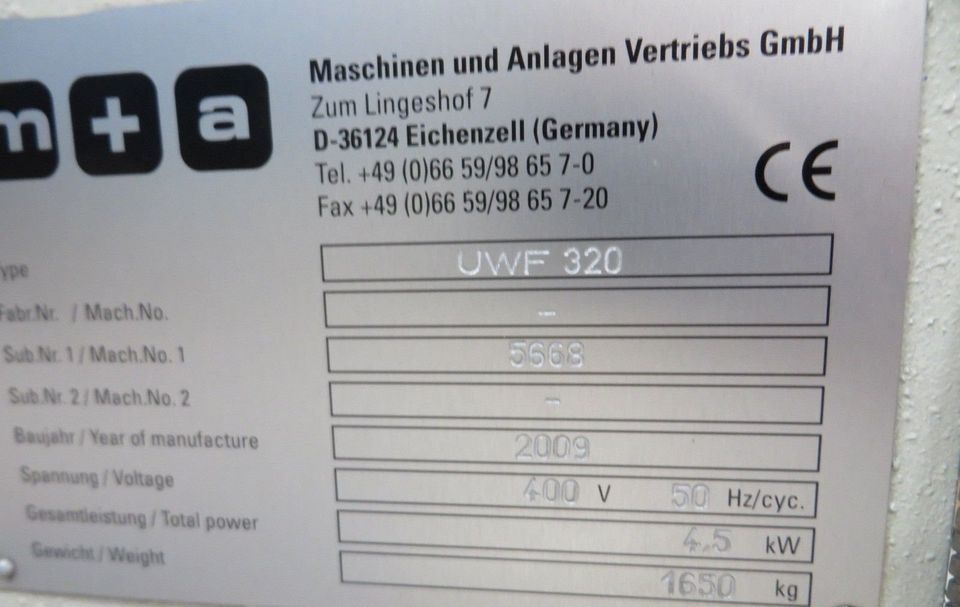 m+a
Maschinen und Anlagen Vertriebs GmbH
Zum Lingeshof 7
D-36124 Eichenzell (Germany)
Tel. +49 (0)66 59/98 65 7-0
Fax +49 (0)66 59/98 65 7-20
CE
Type UWF 320
Fabr.Nr. / Mach.No. -
Sub.Nr. 1 / Mach.No. 1 5668
Sub.Nr. 2 / Mach.No. 2 -
Baujahr / Year of manufacture 2009
Spannung / Voltage 400 V 50 Hz/cyc.
Gesamtleistung / Total power 4,5 kW
Gewicht / Weight 1650 kg